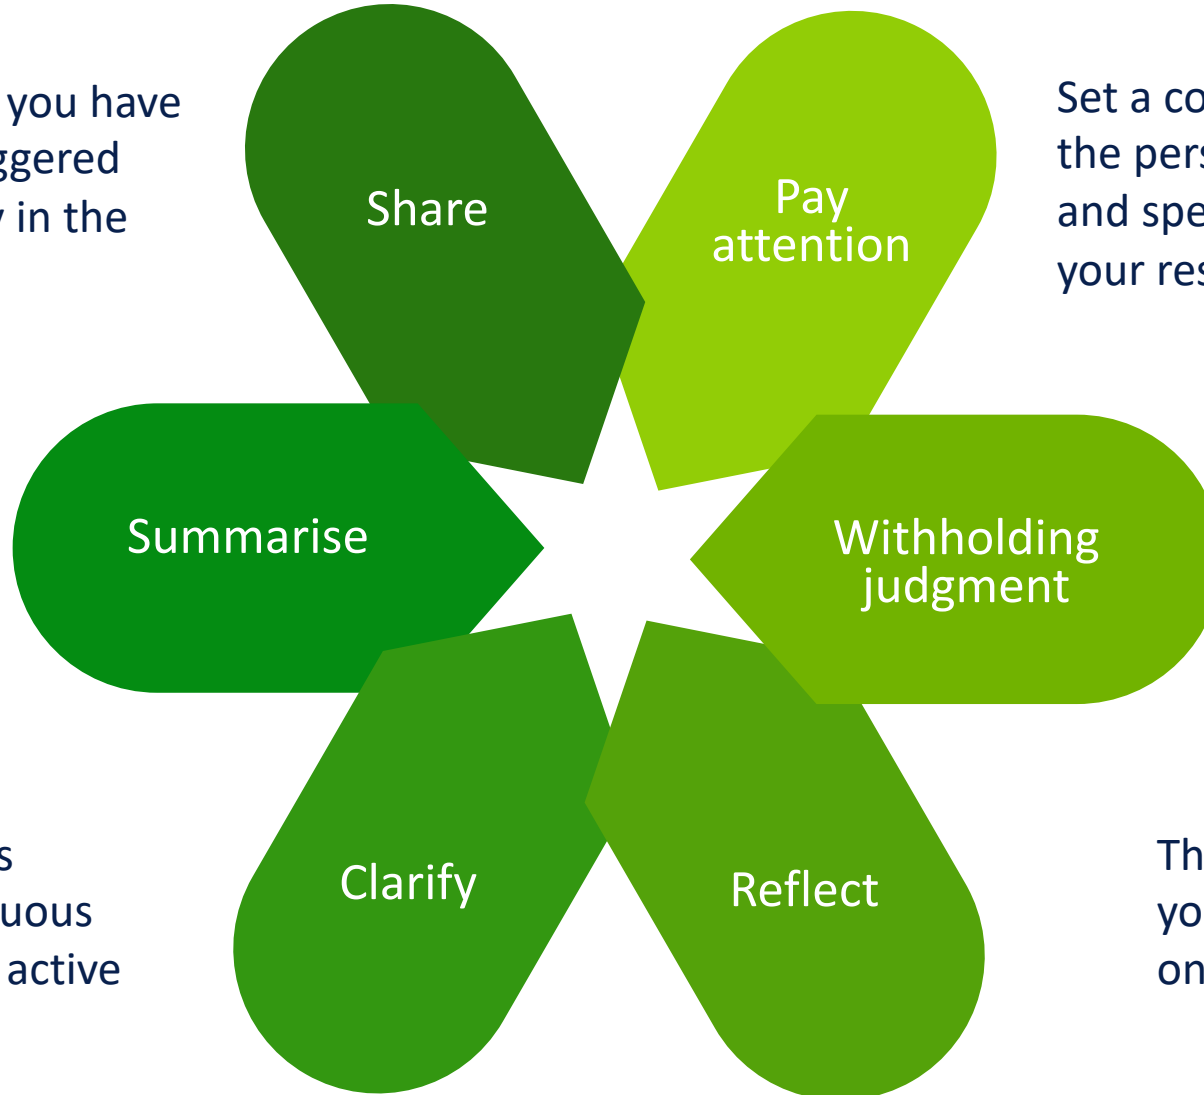 you have
ggered
in the
Share
Pay
attention
Set a co
the pers
and spe
your res
Summarise
Withholding
judgment
s
uous
active
Clarify
Reflect
Th
yo
on